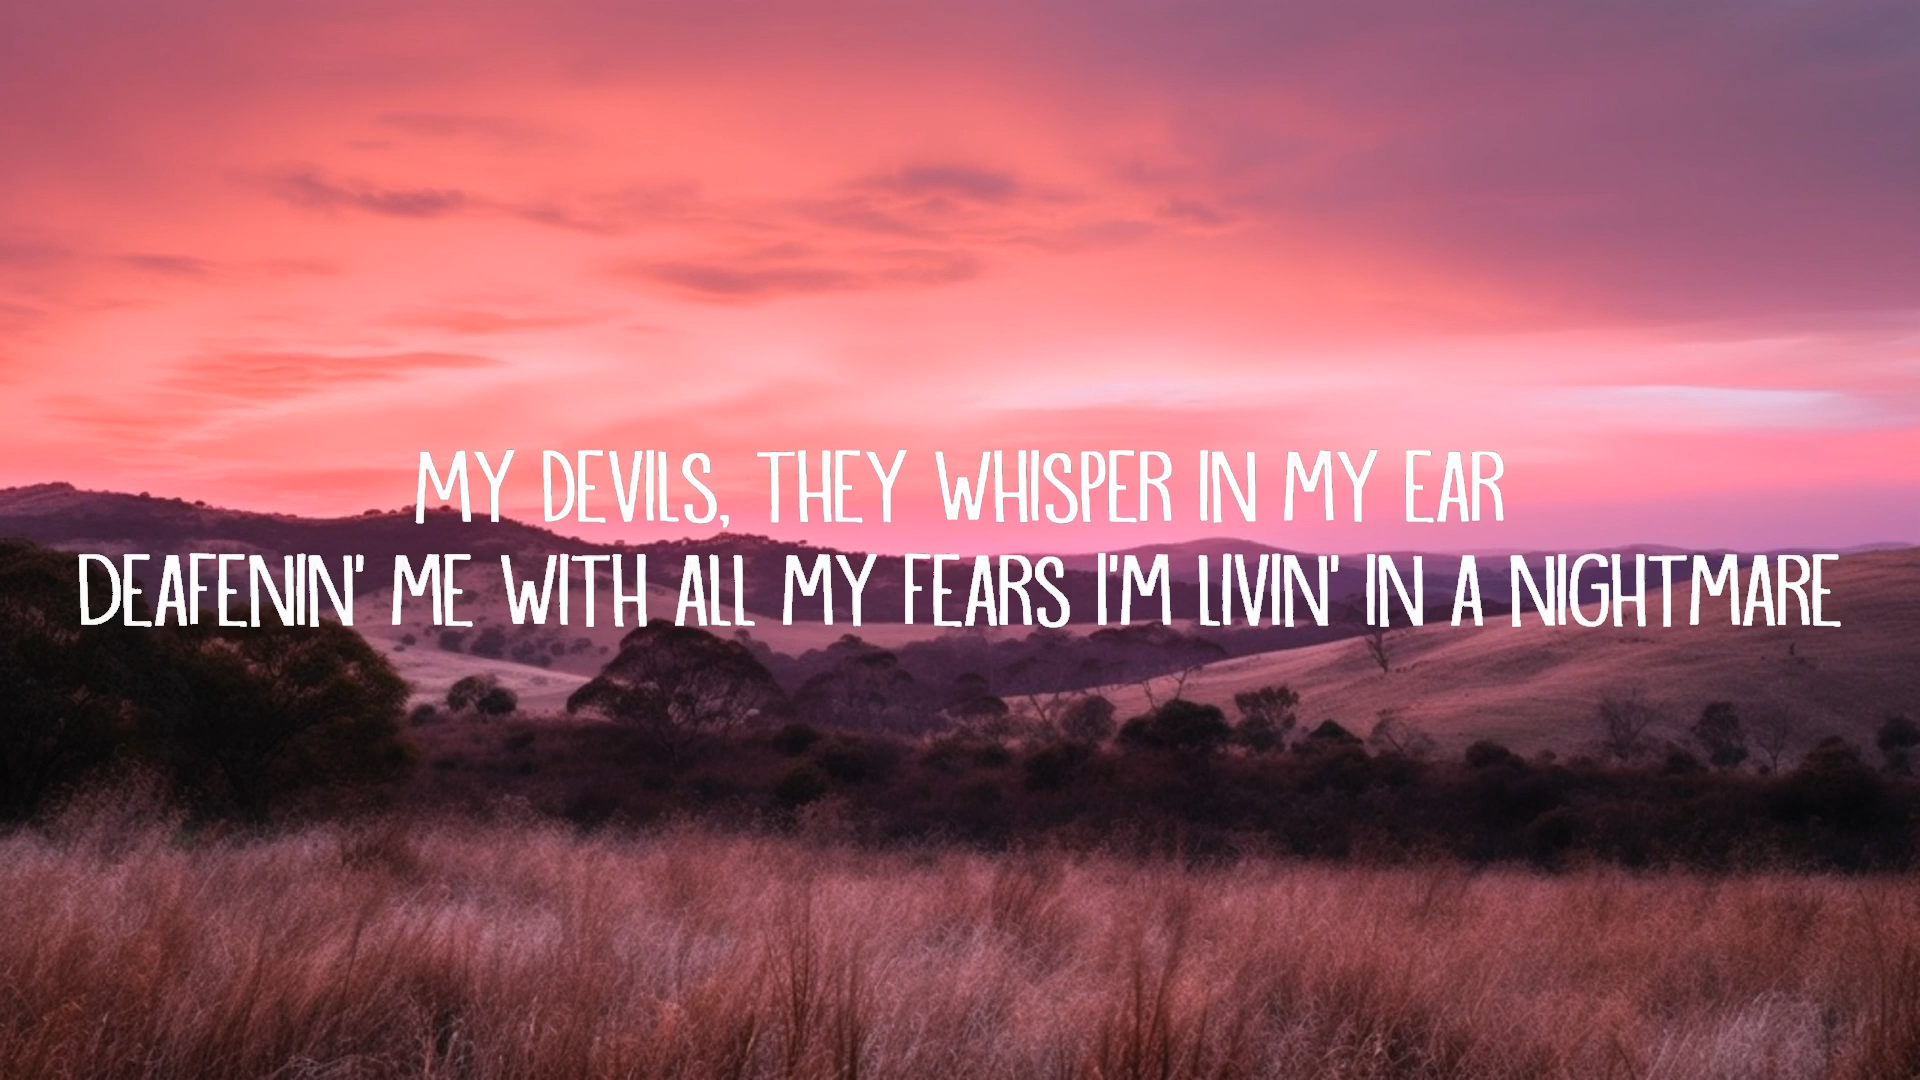 MY DEVILS, THEY WHISPER IN MY EAR
DEAFENIN' ME WITH ALL MY FEARS I'M LIVIN' IN A NIGHTMARE